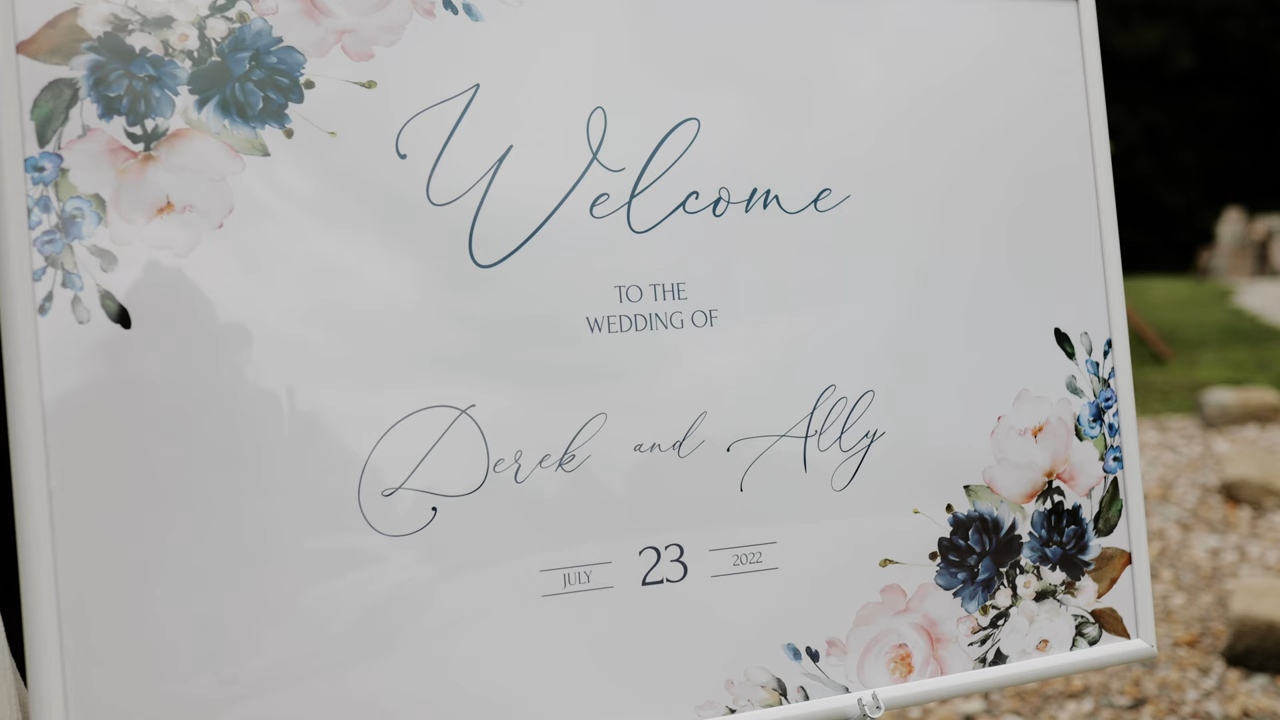 Welcome
TO THE
WEDDING OF
Derek and Ally
JULY 23 2022